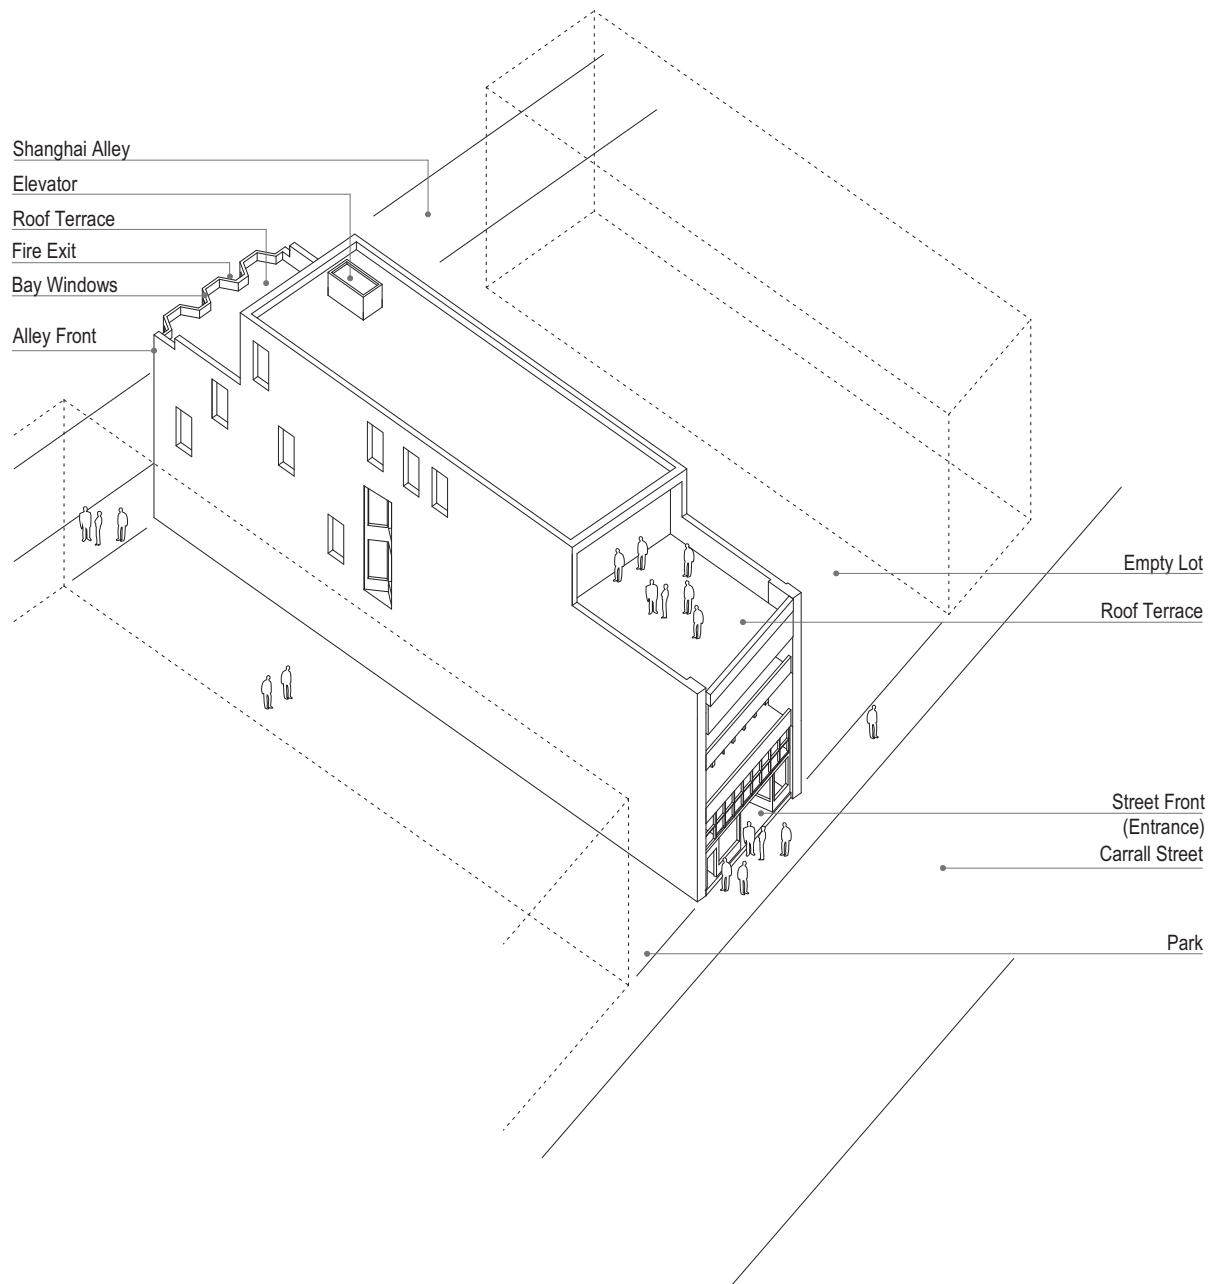 Shanghai Alley
Elevator
Roof Terrace
Fire Exit
Bay Windows
Alley Front
Empty Lot
Roof Terrace
Street Front
(Entrance)
Carrall Street
Park